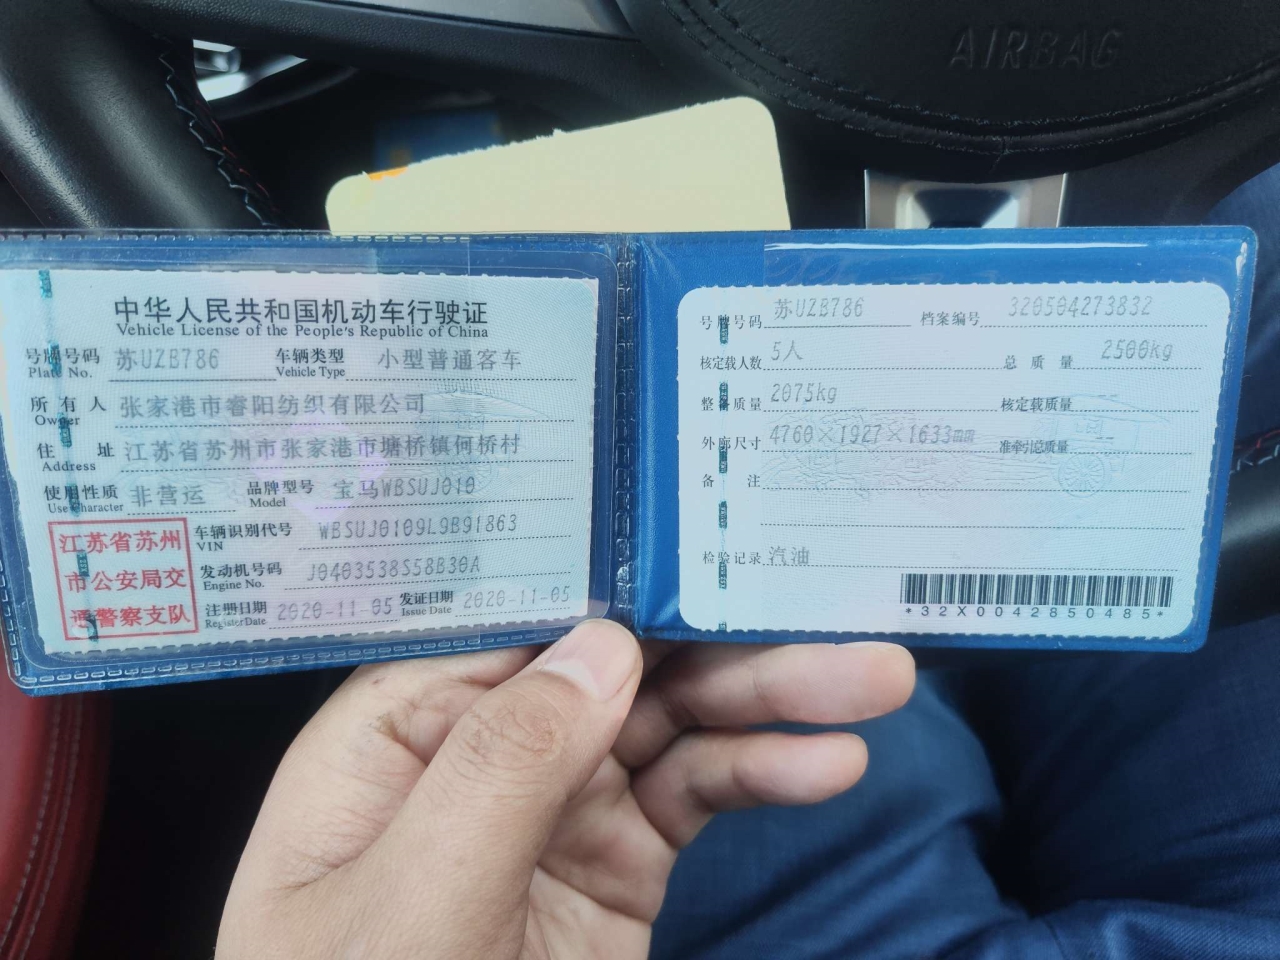 AIRBAG
中华人民共和国机动车行驶证
Vehicle License of the People's Republic of China
号牌号码 苏UZB786 车辆类型 小型普通客车
Plate No. Vehicle Type
所有人 张家港市睿阳纺织有限公司
Owner
住址 江苏省苏州市张家港市塘桥镇何桥村
Address
使用性质 非营运 品牌型号 宝马WBSUJ010
Use Character Model
江苏省苏州
市公安局交
通警察支队
车辆识别代号 WBSUJ0109L9B91863
VIN
发动机号码 J0403538S58B30A
Engine No.
注册日期 2020-11-05 发证日期 2020-11-05
Register Date Issue Date
号牌号码 苏UZB786 档案编号 320504273832
核定载人数 5人 总质量 2500kg
整备质量 2075kg 核定载质量
外廓尺寸 4760×1927×1633mm 准牵引总质量 --
备注
检验记录 汽油
*32X0042850485*